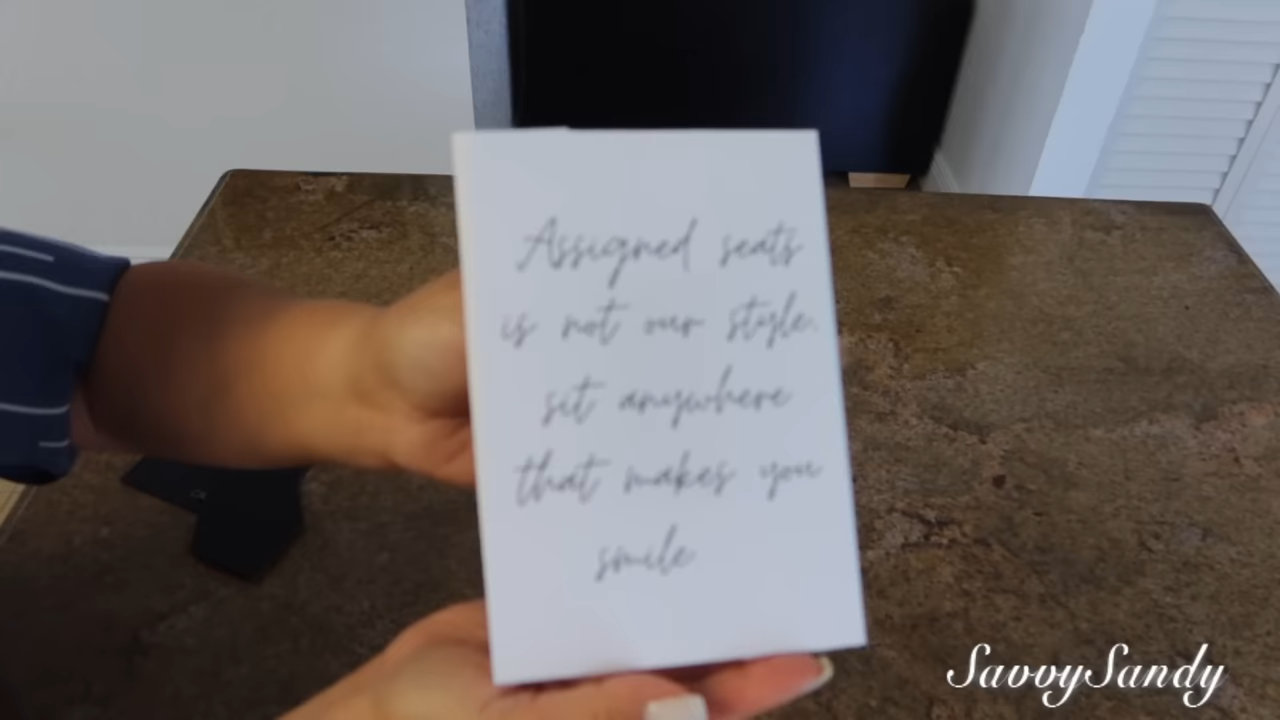 Assigned seats
is not our style.
sit anywhere
that makes you
smile
SavvySandy